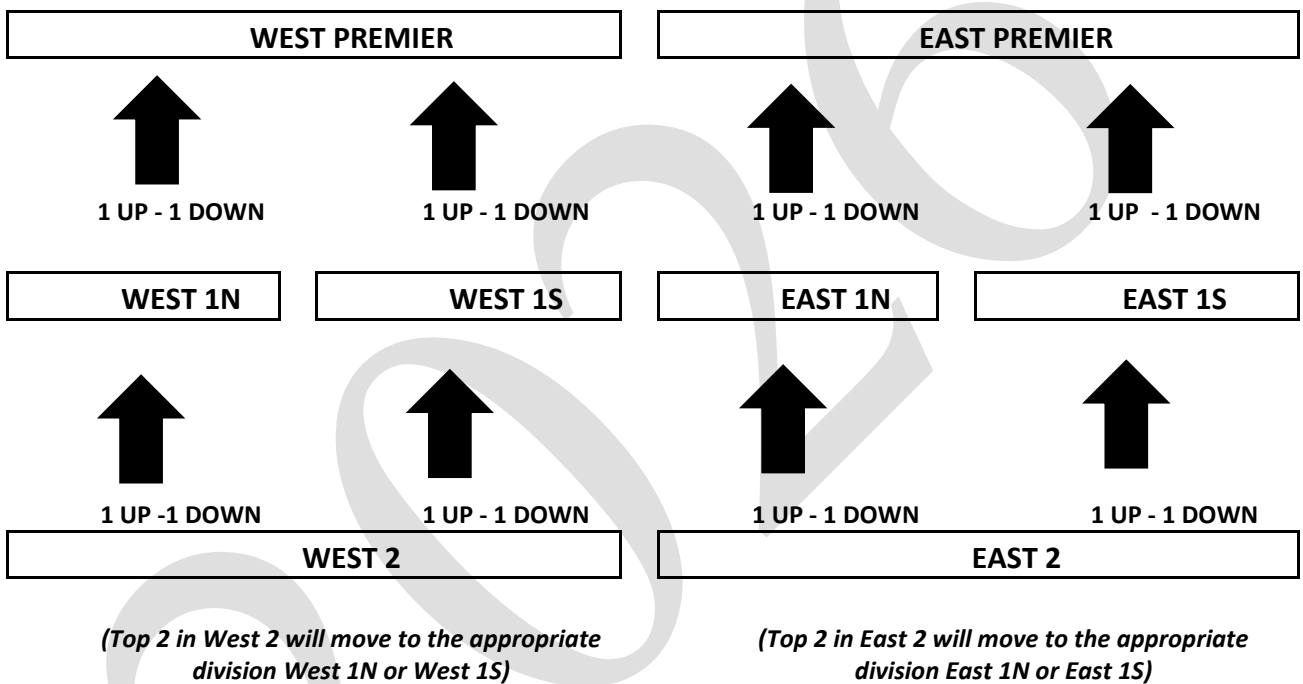 WEST PREMIER
EAST PREMIER
1 UP - 1 DOWN
1 UP - 1 DOWN
1 UP - 1 DOWN
1 UP - 1 DOWN
WEST 1N
WEST 1S
EAST 1N
EAST 1S
1 UP -1 DOWN
1 UP - 1 DOWN
1 UP - 1 DOWN
1 UP - 1 DOWN
WEST 2
EAST 2
(Top 2 in West 2 will move to the appropriate
division West 1N or West 1S)
(Top 2 in East 2 will move to the appropriate
division East 1N or East 1S)
2026